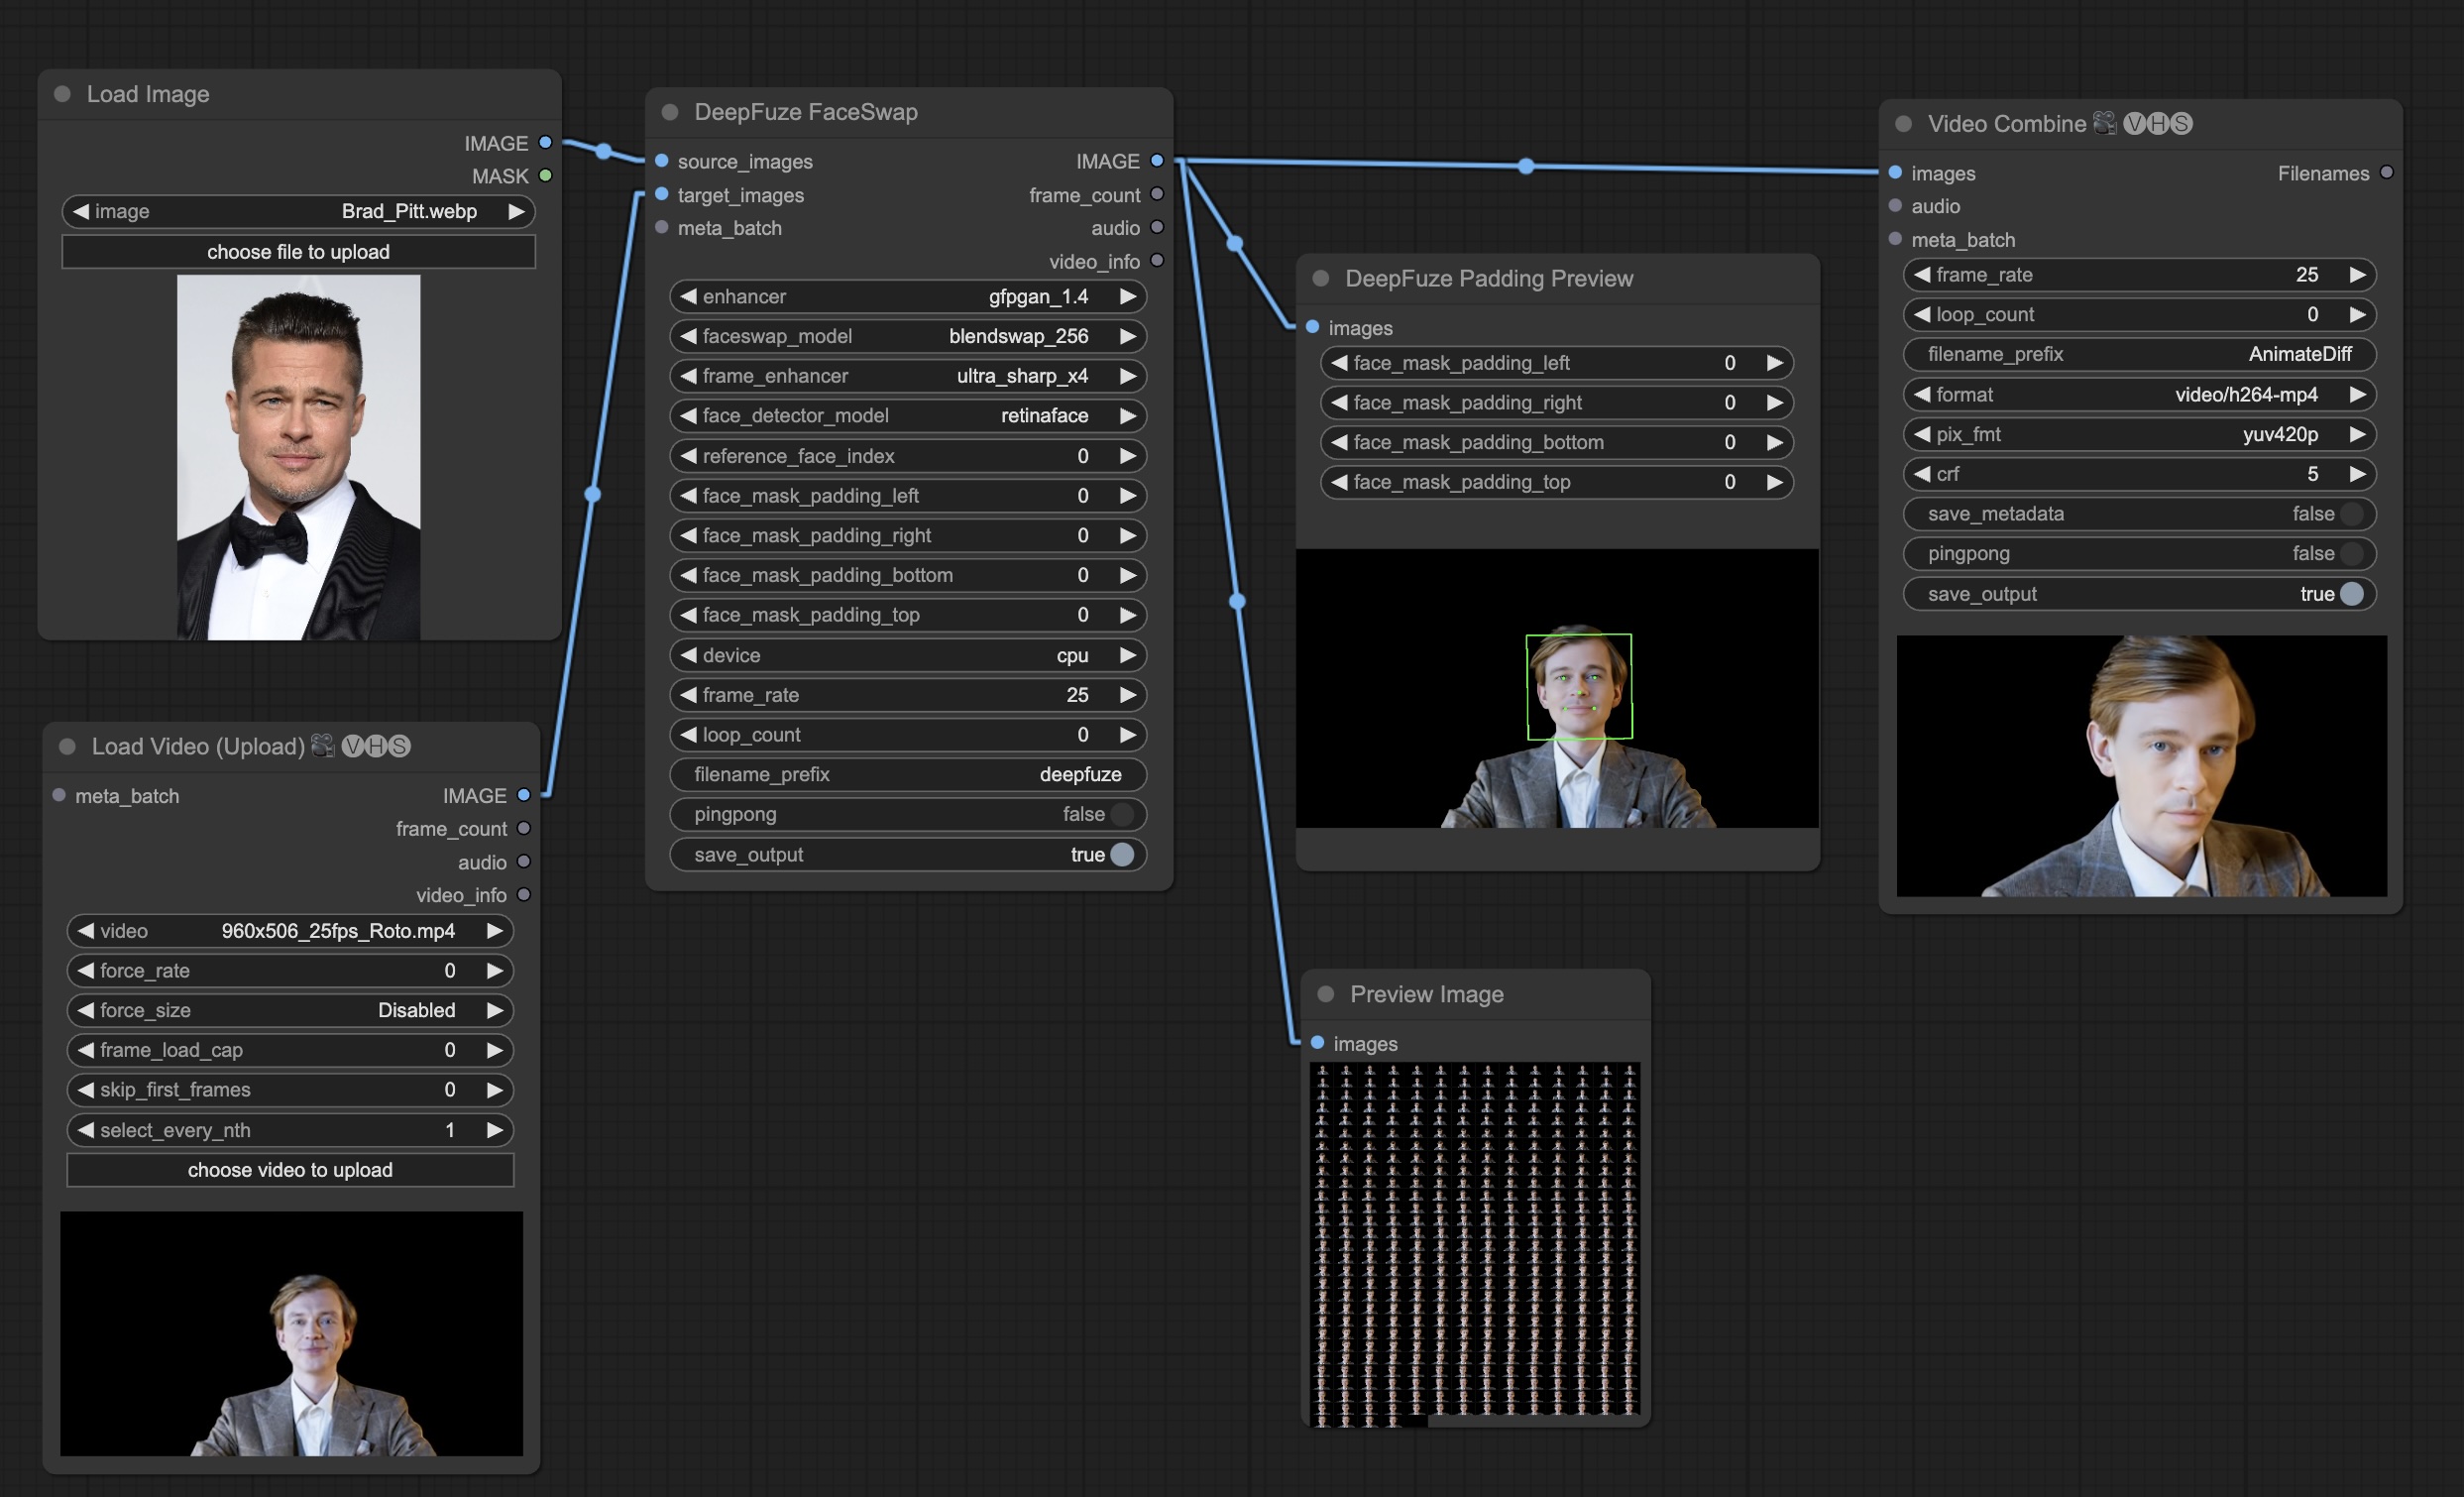 Load Image
IMAGE
MASK
image Brad_Pitt.webp
choose file to upload
Load Video (Upload) VHS
meta_batch IMAGE
frame_count
audio
video_info
video 960x506_25fps_Roto.mp4
force_rate 0
force_size Disabled
frame_load_cap 0
skip_first_frames 0
select_every_nth 1
choose video to upload
DeepFuze FaceSwap
source_images IMAGE
target_images frame_count
meta_batch audio
video_info
enhancer gfpgan_1.4
faceswap_model blendswap_256
frame_enhancer ultra_sharp_x4
face_detector_model retinaface
reference_face_index 0
face_mask_padding_left 0
face_mask_padding_right 0
face_mask_padding_bottom 0
face_mask_padding_top 0
device cpu
frame_rate 25
loop_count 0
filename_prefix deepfuze
pingpong false
save_output true
DeepFuze Padding Preview
images
face_mask_padding_left 0
face_mask_padding_right 0
face_mask_padding_bottom 0
face_mask_padding_top 0
Preview Image
images
Video Combine VHS
images Filenames
audio
meta_batch
frame_rate 25
loop_count 0
filename_prefix AnimateDiff
format video/h264-mp4
pix_fmt yuv420p
crf 5
save_metadata false
pingpong false
save_output true